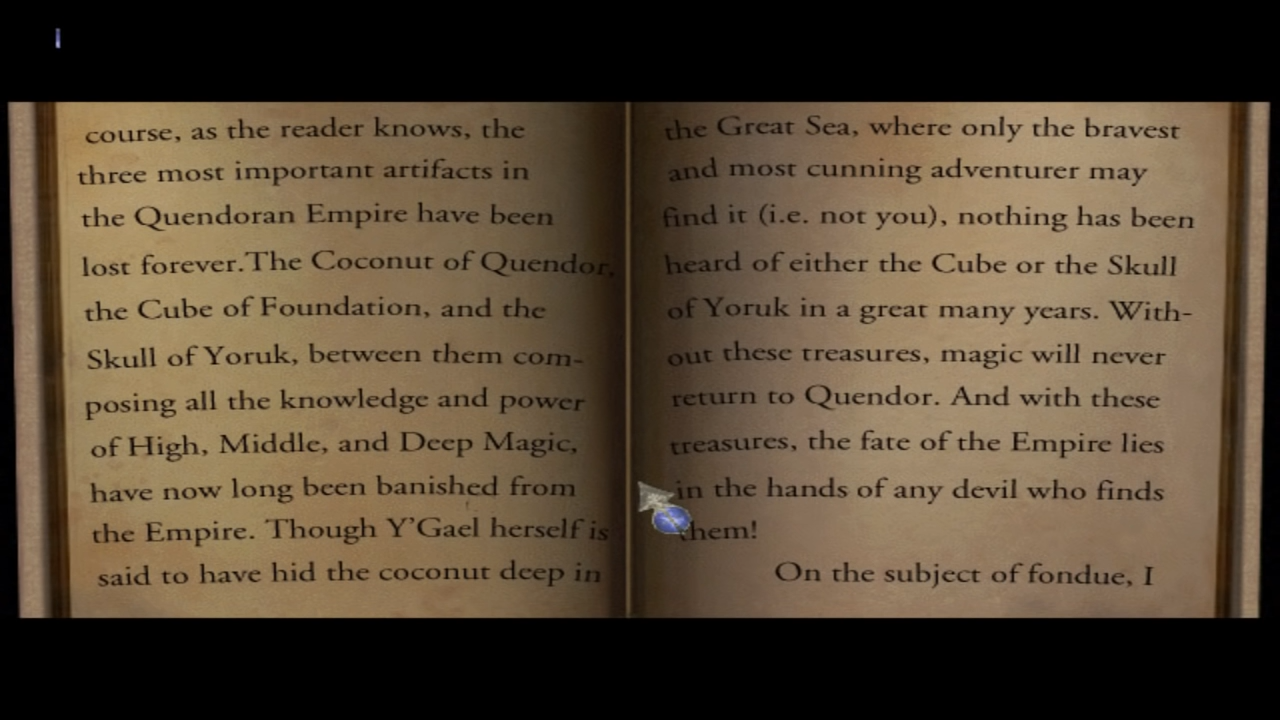 course, as the reader knows, the
three most important artifacts in
the Quendoran Empire have been
lost forever.The Coconut of Quendor,
the Cube of Foundation, and the
Skull of Yoruk, between them com-
posing all the knowledge and power
of High, Middle, and Deep Magic,
have now long been banished from
the Empire. Though Y'Gael herself is
said to have hid the coconut deep in
the Great Sea, where only the bravest
and most cunning adventurer may
find it (i.e. not you), nothing has been
heard of either the Cube or the Skull
of Yoruk in a great many years. With-
out these treasures, magic will never
return to Quendor. And with these
treasures, the fate of the Empire lies
in the hands of any devil who finds
them!
On the subject of fondue, I